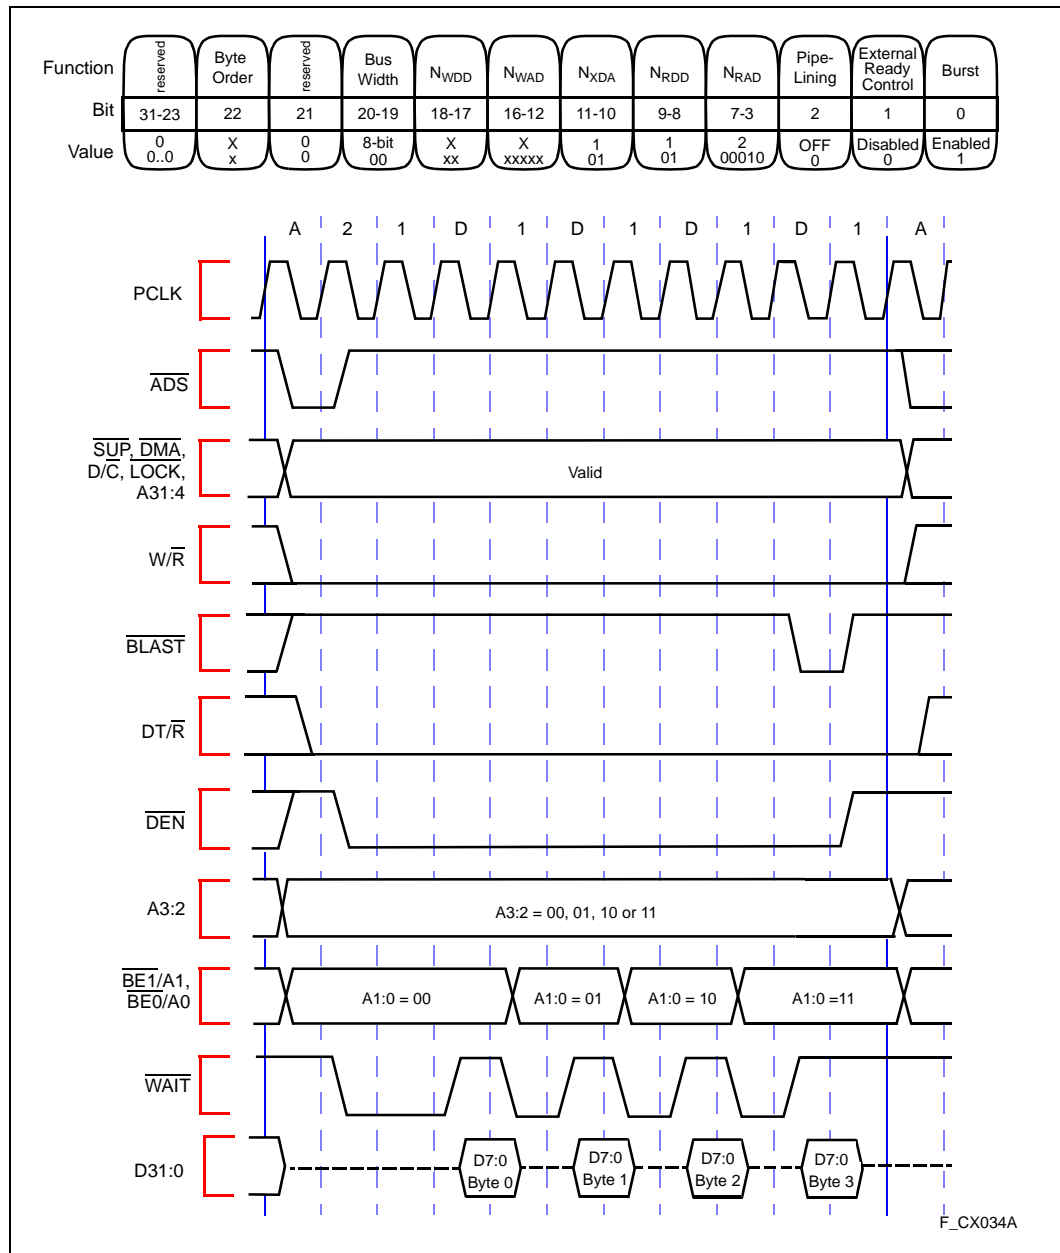 Function reserved Byte Order reserved Bus Width NWDD NWAD NXDA NRDD NRAD Pipe-Lining External Ready Control Burst
Bit 31-23 22 21 20-19 18-17 16-12 11-10 9-8 7-3 2 1 0
Value 0 0..0 X x 0 0 8-bit 00 X xx X xxxxx 1 01 1 01 2 00010 OFF 0 Disabled 0 Enabled 1
A 2 1 D 1 D 1 D 1 D 1 A
PCLK
ADS
SUP, DMA,
D/C, LOCK,
A31:4
Valid
W/R
BLAST
DT/R
DEN
A3:2
A3:2 = 00, 01, 10 or 11
BE1/A1,
BE0/A0
A1:0 = 00 A1:0 = 01 A1:0 = 10 A1:0 =11
WAIT
D31:0
D7:0 D7:0 D7:0 D7:0
Byte 0 Byte 1 Byte 2 Byte 3
F_CX034A